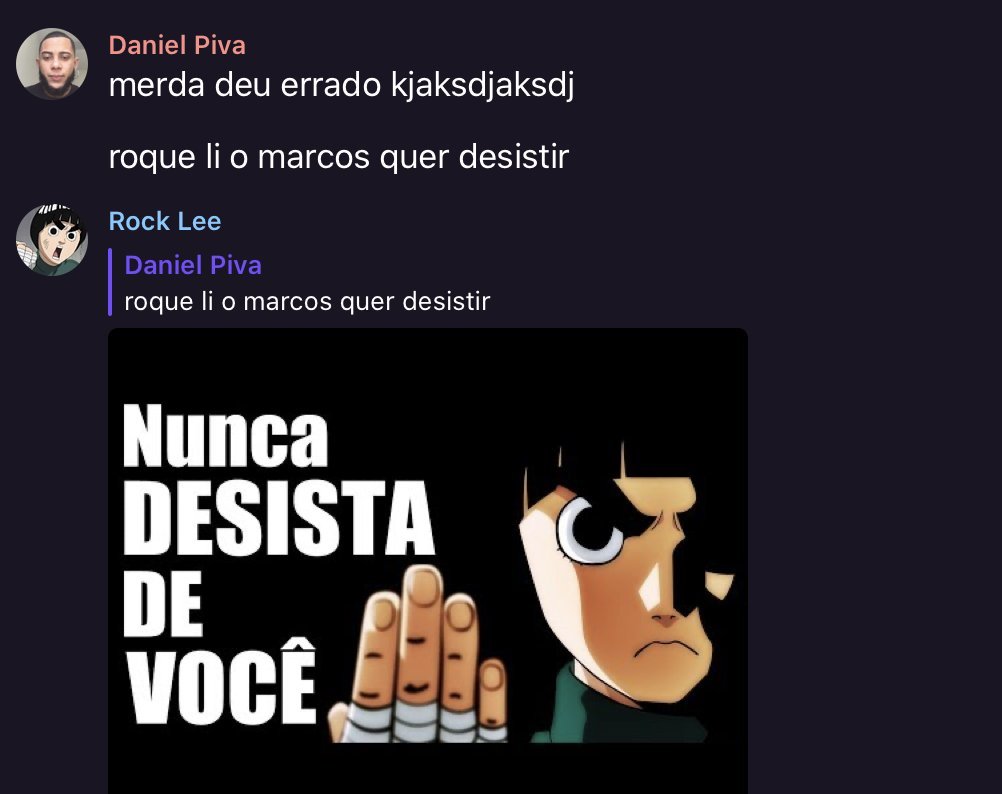 Daniel Piva
merda deu errado kjaksdjaksdj
roque li o marcos quer desistir
Rock Lee
Daniel Piva
roque li o marcos quer desistir
Nunca
DESISTA
DE
VOCÊ